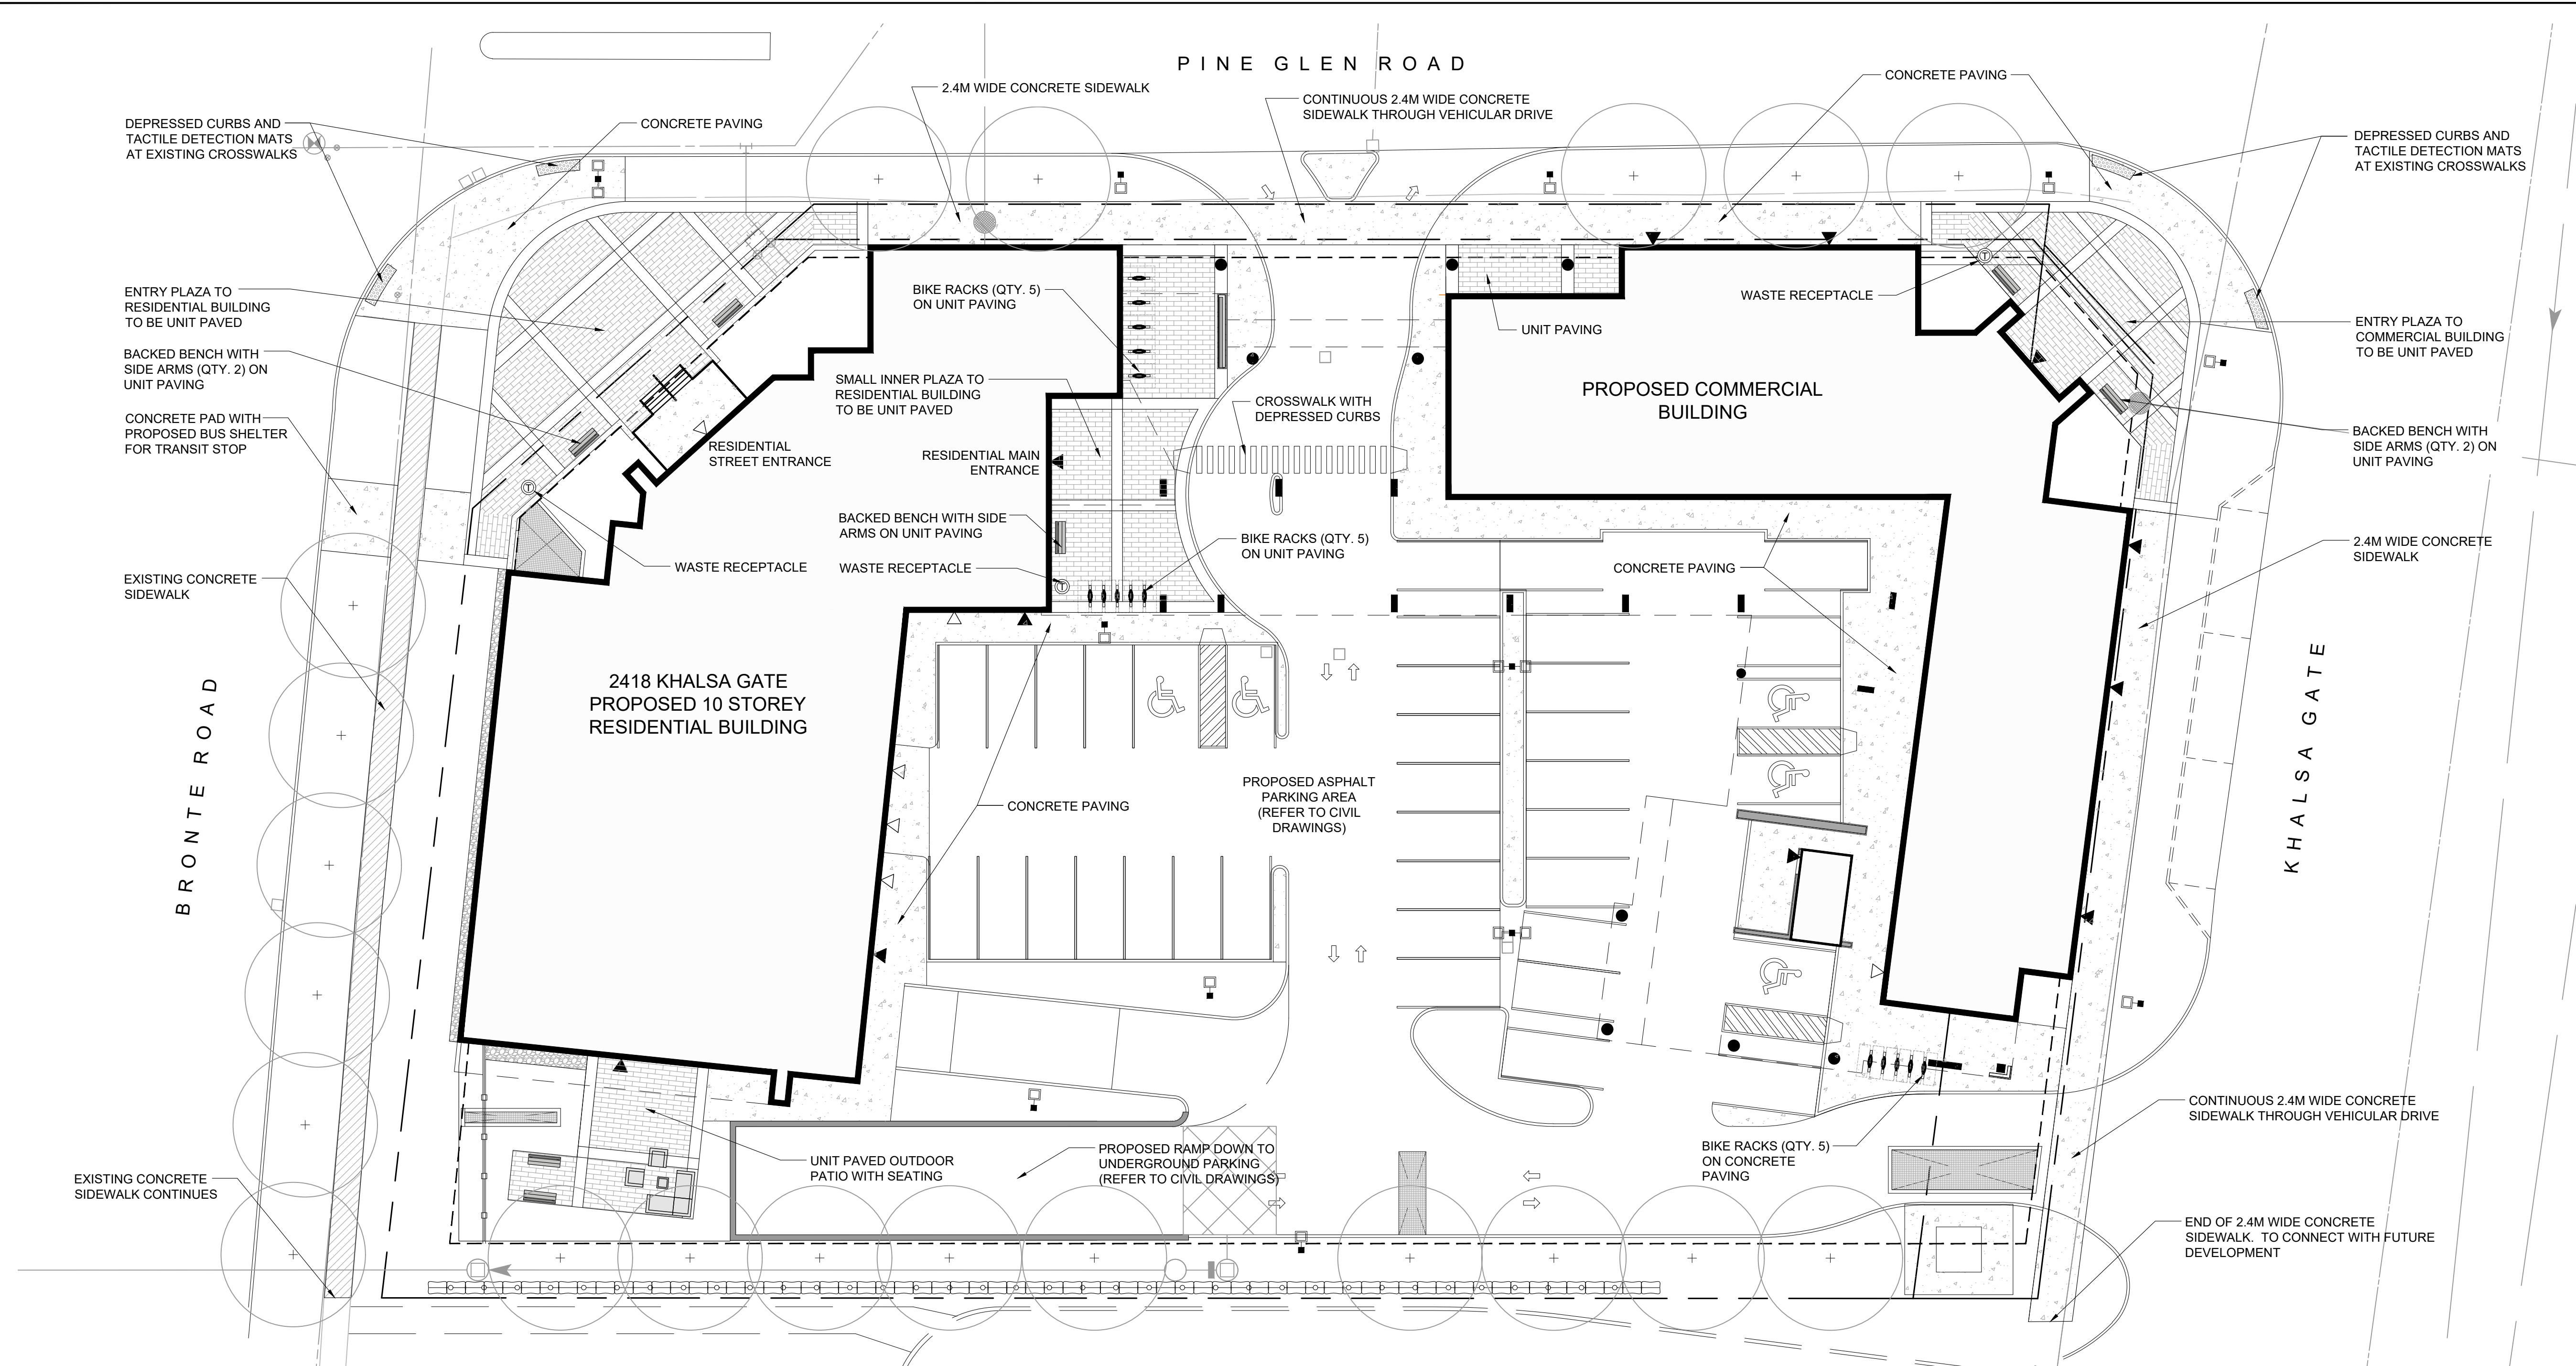 PINE GLEN ROAD
2.4M WIDE CONCRETE SIDEWALK
CONTINUOUS 2.4M WIDE CONCRETE
SIDEWALK THROUGH VEHICULAR DRIVE
CONCRETE PAVING
DEPRESSED CURBS AND
TACTILE DETECTION MATS
AT EXISTING CROSSWALKS
CONCRETE PAVING
DEPRESSED CURBS AND
TACTILE DETECTION MATS
AT EXISTING CROSSWALKS
ENTRY PLAZA TO
RESIDENTIAL BUILDING
TO BE UNIT PAVED
BIKE RACKS (QTY. 5)
ON UNIT PAVING
WASTE RECEPTACLE
T
UNIT PAVING
ENTRY PLAZA TO
COMMERCIAL BUILDING
TO BE UNIT PAVED
BACKED BENCH WITH
SIDE ARMS (QTY. 2) ON
UNIT PAVING
SMALL INNER PLAZA TO
RESIDENTIAL BUILDING
TO BE UNIT PAVED
CROSSWALK WITH
DEPRESSED CURBS
PROPOSED COMMERCIAL
BUILDING
CONCRETE PAD WITH
PROPOSED BUS SHELTER
FOR TRANSIT STOP
RESIDENTIAL
STREET ENTRANCE
RESIDENTIAL MAIN
ENTRANCE
BACKED BENCH WITH
SIDE ARMS (QTY. 2) ON
UNIT PAVING
T
BACKED BENCH WITH SIDE
ARMS ON UNIT PAVING
BIKE RACKS (QTY. 5)
ON UNIT PAVING
2.4M WIDE CONCRETE
SIDEWALK
EXISTING CONCRETE
SIDEWALK
WASTE RECEPTACLE
WASTE RECEPTACLE
T
CONCRETE PAVING
2418 KHALSA GATE
PROPOSED 10 STOREY
RESIDENTIAL BUILDING
BRONTE ROAD
KHALSA GATE
CONCRETE PAVING
PROPOSED ASPHALT
PARKING AREA
(REFER TO CIVIL
DRAWINGS)
EXISTING CONCRETE
SIDEWALK CONTINUES
UNIT PAVED OUTDOOR
PATIO WITH SEATING
PROPOSED RAMP DOWN TO
UNDERGROUND PARKING
(REFER TO CIVIL DRAWINGS)
BIKE RACKS (QTY. 5)
ON CONCRETE
PAVING
CONTINUOUS 2.4M WIDE CONCRETE
SIDEWALK THROUGH VEHICULAR DRIVE
END OF 2.4M WIDE CONCRETE
SIDEWALK. TO CONNECT WITH FUTURE
DEVELOPMENT